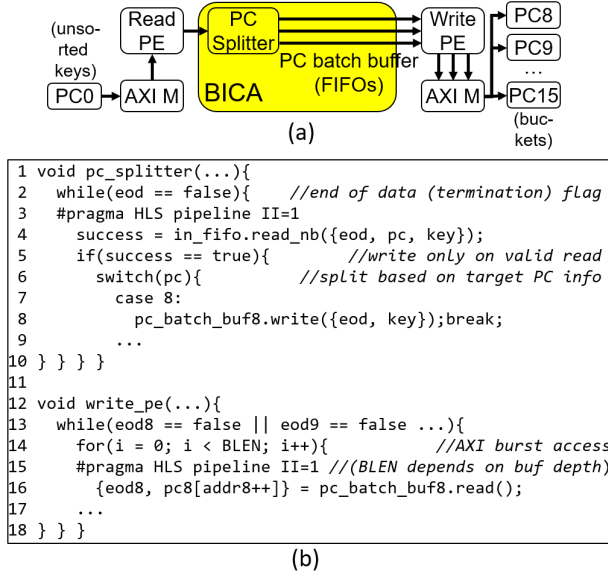 (unso-
rted
keys)
PC0
AXI M
Read
PE
PC
Splitter
BICA
PC batch buffer
(FIFOs)
Write
PE
AXI M
PC8
PC9
...
PC15
(buc-
kets)
(a)
1 void pc_splitter(...){
2   while(eod == false){    //end of data (termination) flag
3   #pragma HLS pipeline II=1
4     success = in_fifo.read_nb({eod, pc, key});
5     if(success == true){        //write only on valid read
6       switch(pc){           //split based on target PC info
7         case 8:
8           pc_batch_buf8.write({eod, key});break;
9         ...
10 } } } }
11
12 void write_pe(...){
13   while(eod8 == false || eod9 == false ...){
14     for(i = 0; i < BLEN; i++){         //AXI burst access
15     #pragma HLS pipeline II=1 //(BLEN depends on buf depth)
16       {eod8, pc8[addr8++]} = pc_batch_buf8.read();
17     ...
18 } } }
(b)